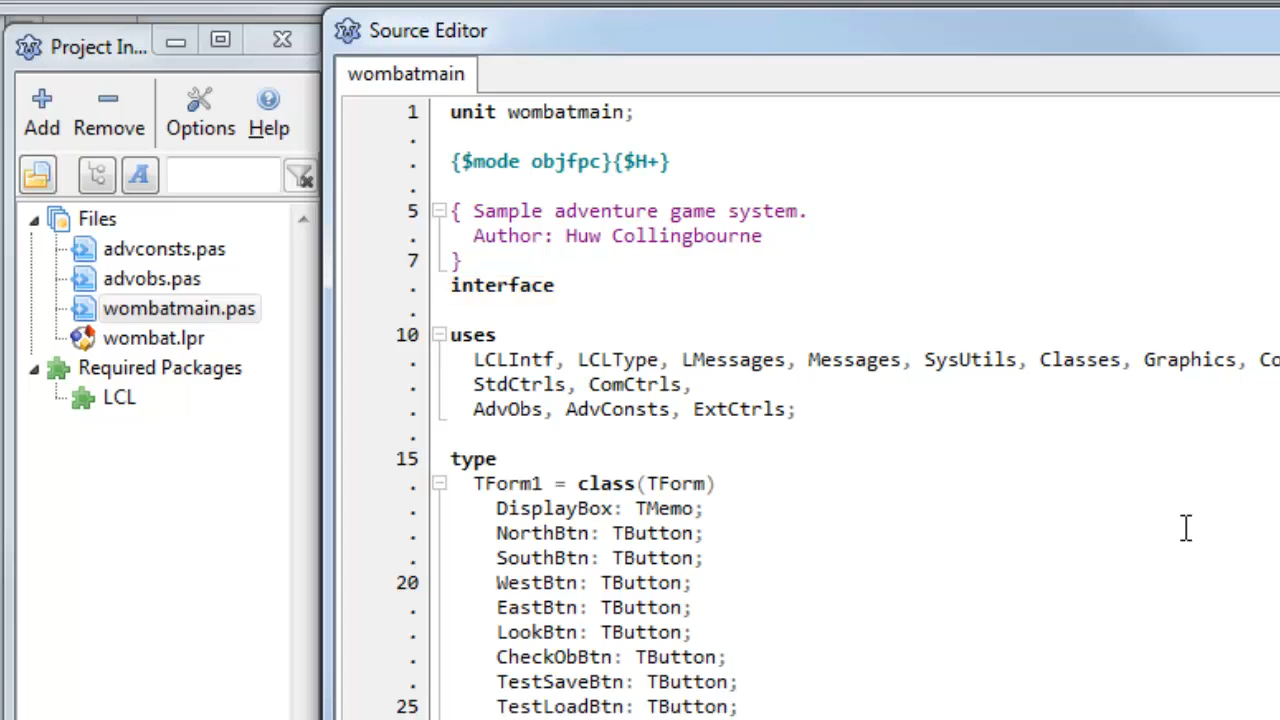 Project In...
Add Remove Options Help
Files
advconsts.pas
advobs.pas
wombatmain.pas
wombat.lpr
Required Packages
LCL
Source Editor
wombatmain
1 unit wombatmain;
.
. {$mode objfpc}{$H+}
.
5 { Sample adventure game system.
. Author: Huw Collingbourne
7 }
. interface
.
10 uses
. LCLIntf, LCLType, LMessages, Messages, SysUtils, Classes, Graphics, Co
. StdCtrls, ComCtrls,
. AdvObs, AdvConsts, ExtCtrls;
.
15 type
. TForm1 = class(TForm)
. DisplayBox: TMemo;
. NorthBtn: TButton;
. SouthBtn: TButton;
20 WestBtn: TButton;
. EastBtn: TButton;
. LookBtn: TButton;
. CheckObBtn: TButton;
. TestSaveBtn: TButton;
25 TestLoadBtn: TButton;